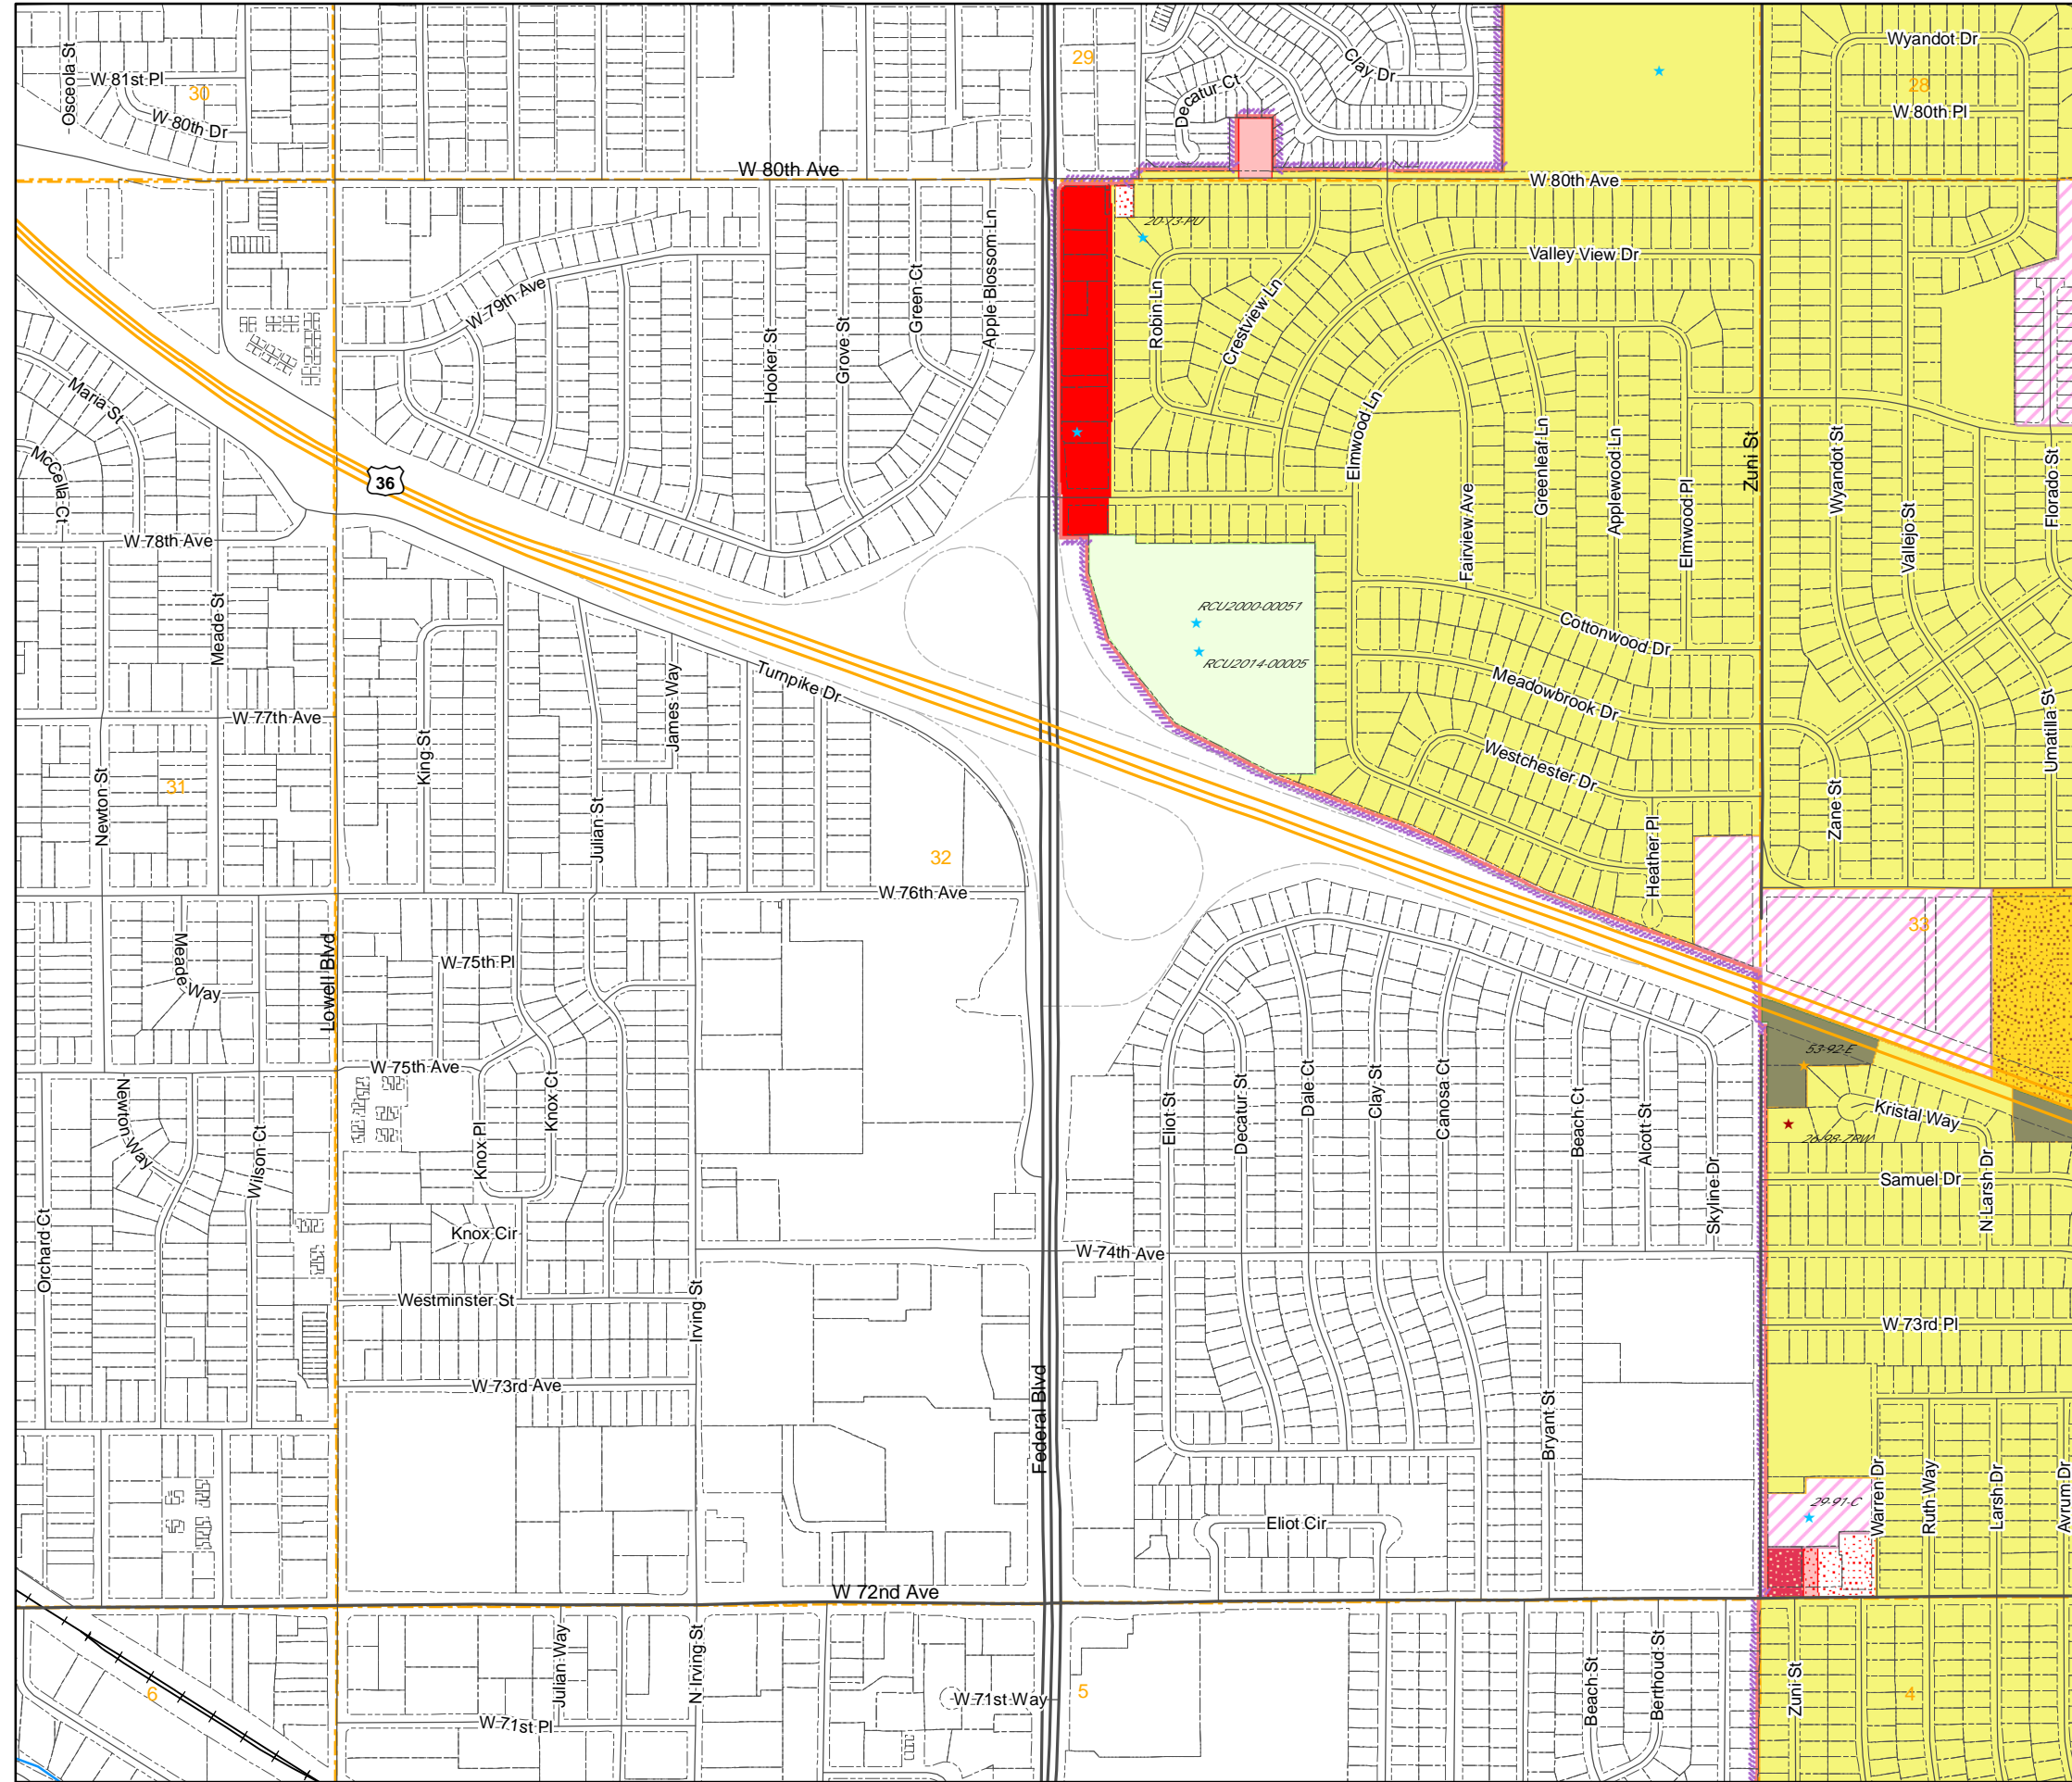 Osceola St
W 81st Pl
30
W 80th Dr
29
Decatur Ct
Clay Dr
Wyandot Dr
28
W 80th Pl
W 80th Ave
W 80th Ave
20-Y3-PU
W 79th Ave
Hooker St
Grove St
Green Ct
Apple Blossom Ln
Robin Ln
Crestview Ln
Valley View Dr
Maria St
McCella Ct
36
Elmwood Ln
Fairview Ave
Greenleaf Ln
Applewood Ln
Elmwood Pl
Zuni St
Wyandot St
Vallejo St
Florado St
W 78th Ave
Meade St
RCU2000-00051
RCU2014-00005
Cottonwood Dr
Meadowbrook Dr
Westchester Dr
Turnpike Dr
James Way
W 77th Ave
King St
Julian St
Newton St
31
32
Heather Pl
Zane St
Umatilla St
W 76th Ave
33
Meade Way
Lowell Blvd
W 75th Pl
W 75th Ave
53-92-E
Kristal Way
26-98-ZRW
Newton Way
Wilson Ct
Orchard Ct
Knox Pl
Knox Ct
Knox Cir
Eliot St
Decatur St
Dale Ct
Clay St
Canosa Ct
Beach Ct
Alcott St
Skyline Dr
Samuel Dr
N Larsh Dr
W 74th Ave
Westminster St
Irving St
W 73rd Pl
W 73rd Ave
Federal Blvd
Bryant St
29-91-C
Warren Dr
Ruth Way
Larsh Dr
Avrum Dr
Eliot Cir
W 72nd Ave
6
Julian Way
N Irving St
W 71st Way
5
Beach St
Berthoud St
Zuni St
4
W 71st Pl